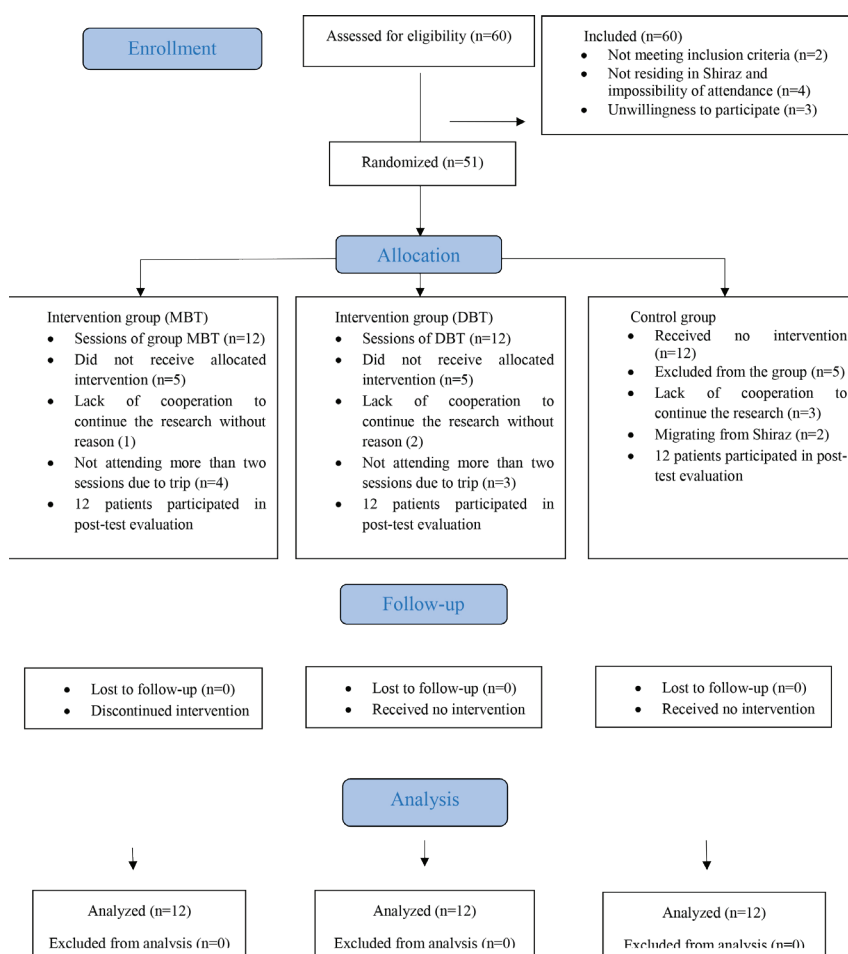 Enrollment
Assessed for eligibility (n=60)
Included (n=60)
• Not meeting inclusion criteria (n=2)
• Not residing in Shiraz and
impossibility of attendance (n=4)
• Unwillingness to participate (n=3)
Randomized (n=51)
Allocation
Intervention group (MBT)
• Sessions of group MBT (n=12)
• Did not receive allocated
intervention (n=5)
• Lack of cooperation to
continue the research without
reason (1)
• Not attending more than two
sessions due to trip (n=4)
• 12 patients participated in
post-test evaluation
Intervention group (DBT)
• Sessions of DBT (n=12)
• Did not receive allocated
intervention (n=5)
• Lack of cooperation to
continue the research without
reason (2)
• Not attending more than two
sessions due to trip (n=3)
• 12 patients participated in
post-test evaluation
Control group
• Received no intervention
(n=12)
• Excluded from the group (n=5)
• Lack of cooperation to
continue the research (n=3)
• Migrating from Shiraz (n=2)
• 12 patients participated in post-
test evaluation
Follow-up
• Lost to follow-up (n=0)
• Discontinued intervention
• Lost to follow-up (n=0)
• Received no intervention
• Lost to follow-up (n=0)
• Received no intervention
Analysis
Analyzed (n=12)
Excluded from analysis (n=0)
Analyzed (n=12)
Excluded from analysis (n=0)
Analyzed (n=12)
Excluded from analysis (n=0)